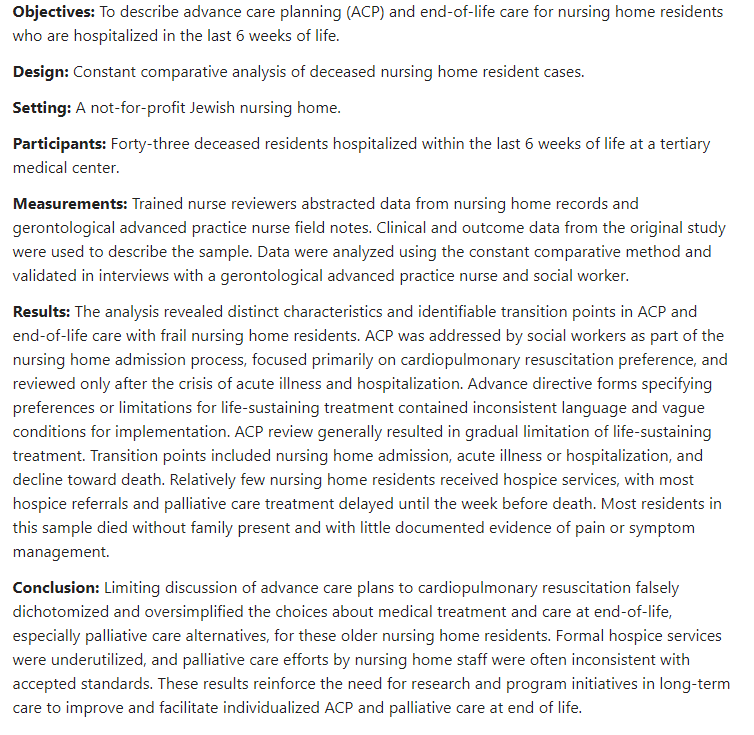 Objectives: To describe advance care planning (ACP) and end-of-life care for nursing home residents
who are hospitalized in the last 6 weeks of life.
Design: Constant comparative analysis of deceased nursing home resident cases.
Setting: A not-for-profit Jewish nursing home.
Participants: Forty-three deceased residents hospitalized within the last 6 weeks of life at a tertiary
medical center.
Measurements: Trained nurse reviewers abstracted data from nursing home records and
gerontological advanced practice nurse field notes. Clinical and outcome data from the original study
were used to describe the sample. Data were analyzed using the constant comparative method and
validated in interviews with a gerontological advanced practice nurse and social worker.
Results: The analysis revealed distinct characteristics and identifiable transition points in ACP and
end-of-life care with frail nursing home residents. ACP was addressed by social workers as part of the
nursing home admission process, focused primarily on cardiopulmonary resuscitation preference, and
reviewed only after the crisis of acute illness and hospitalization. Advance directive forms specifying
preferences or limitations for life-sustaining treatment contained inconsistent language and vague
conditions for implementation. ACP review generally resulted in gradual limitation of life-sustaining
treatment. Transition points included nursing home admission, acute illness or hospitalization, and
decline toward death. Relatively few nursing home residents received hospice services, with most
hospice referrals and palliative care treatment delayed until the week before death. Most residents in
this sample died without family present and with little documented evidence of pain or symptom
management.
Conclusion: Limiting discussion of advance care plans to cardiopulmonary resuscitation falsely
dichotomized and oversimplified the choices about medical treatment and care at end-of-life,
especially palliative care alternatives, for these older nursing home residents. Formal hospice services
were underutilized, and palliative care efforts by nursing home staff were often inconsistent with
accepted standards. These results reinforce the need for research and program initiatives in long-term
care to improve and facilitate individualized ACP and palliative care at end of life.